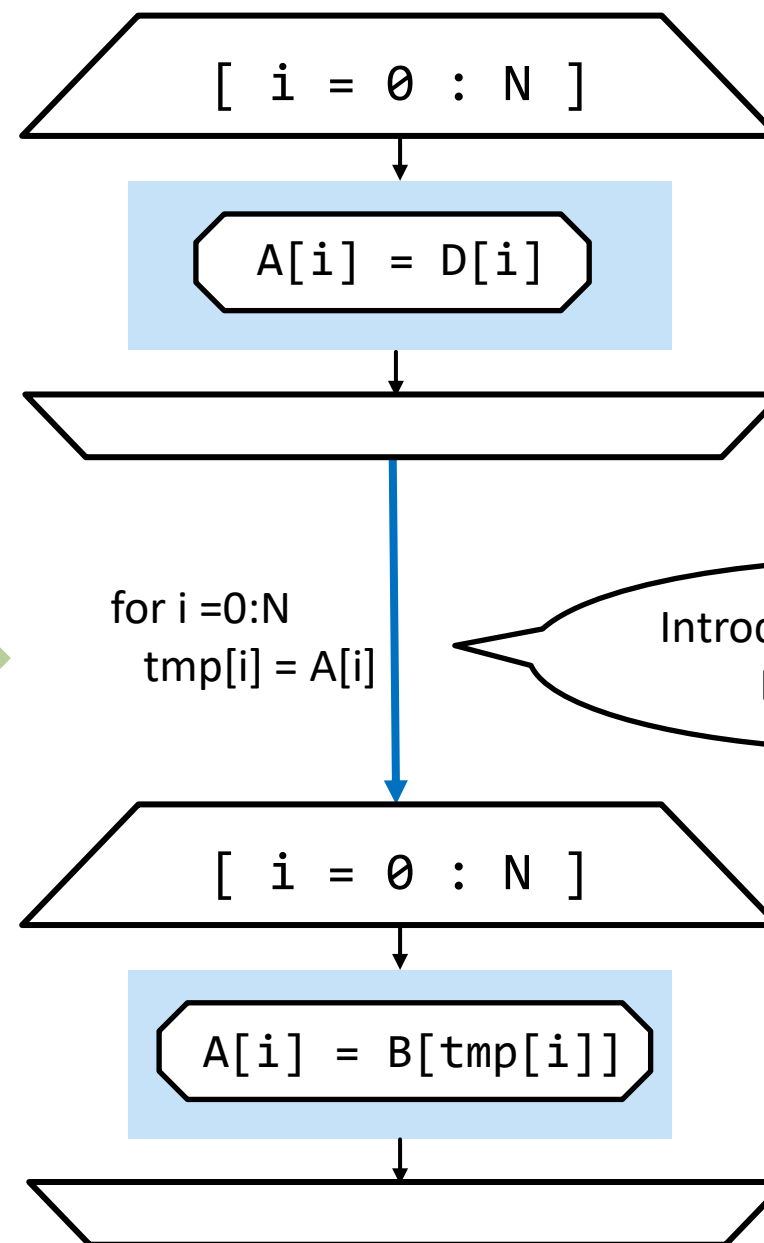 [ i = 0 : N ]
A[i] = D[i]
for i =0:N
tmp[i] = A[i]
[ i = 0 : N ]
A[i] = B[tmp[i]]